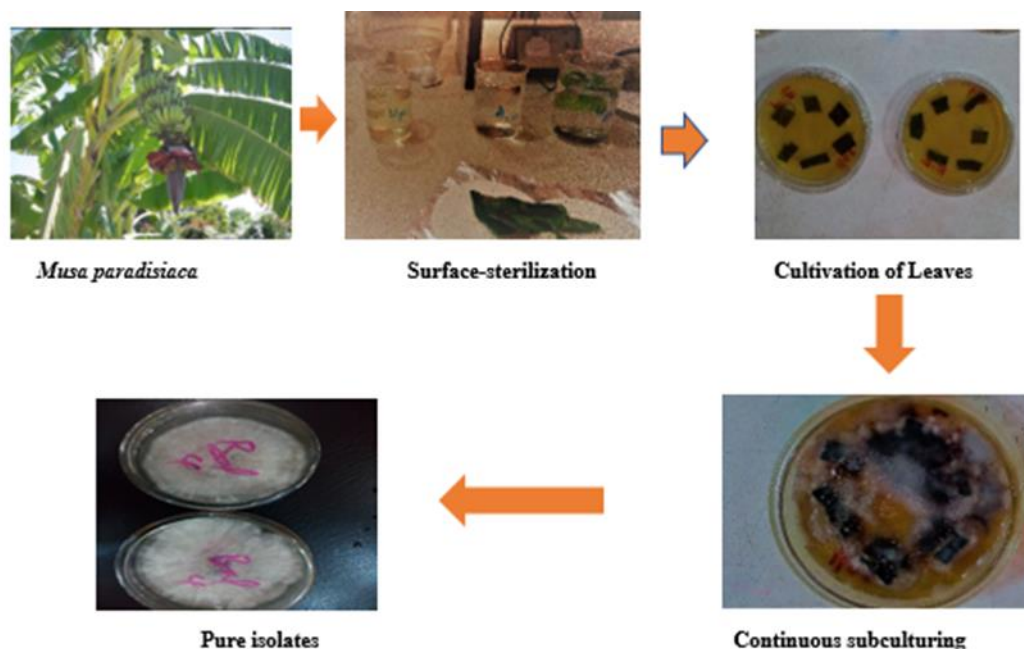 Musa paradisiaca
Surface-sterilization
Cultivation of Leaves
Continuous subculturing
Pure isolates